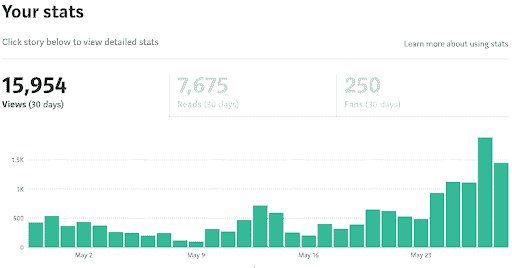 Your stats
Click story below to view detailed stats
Learn more about using stats
15,954
Views (30 days)
7,675
Reads (30 days)
250
Fans (30 days)
1.5K
1K
500
0
May 2
May 9
May 16
May 23